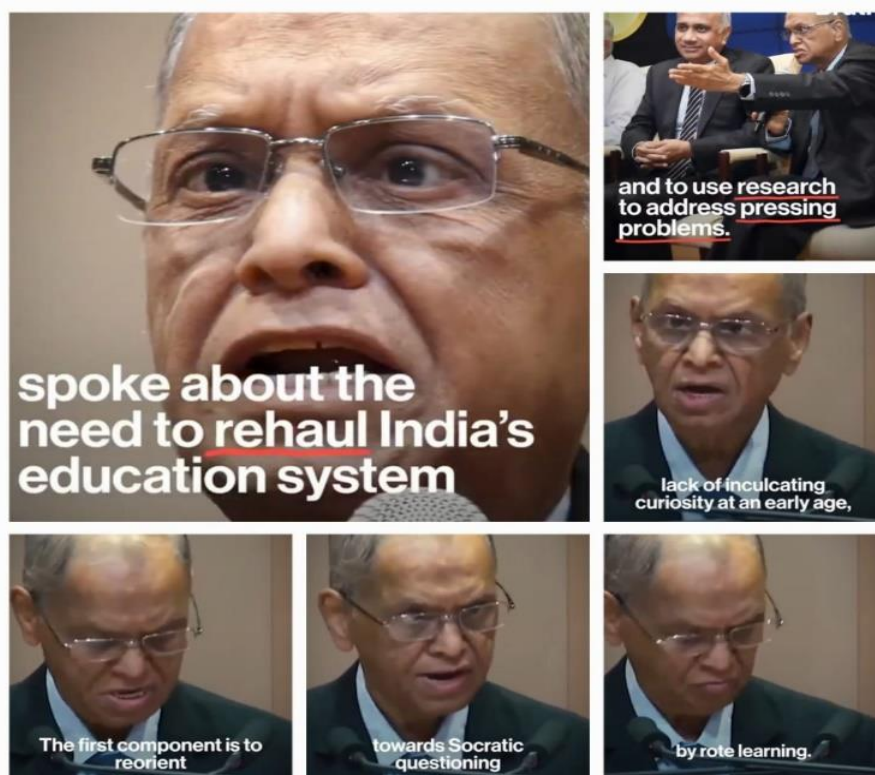 spoke about the
need to rehaul India's
education system
and to use research
to address pressing
problems.
lack of inculcating
curiosity at an early age,
The first component is to
reorient
towards Socratic
questioning
by rote learning.